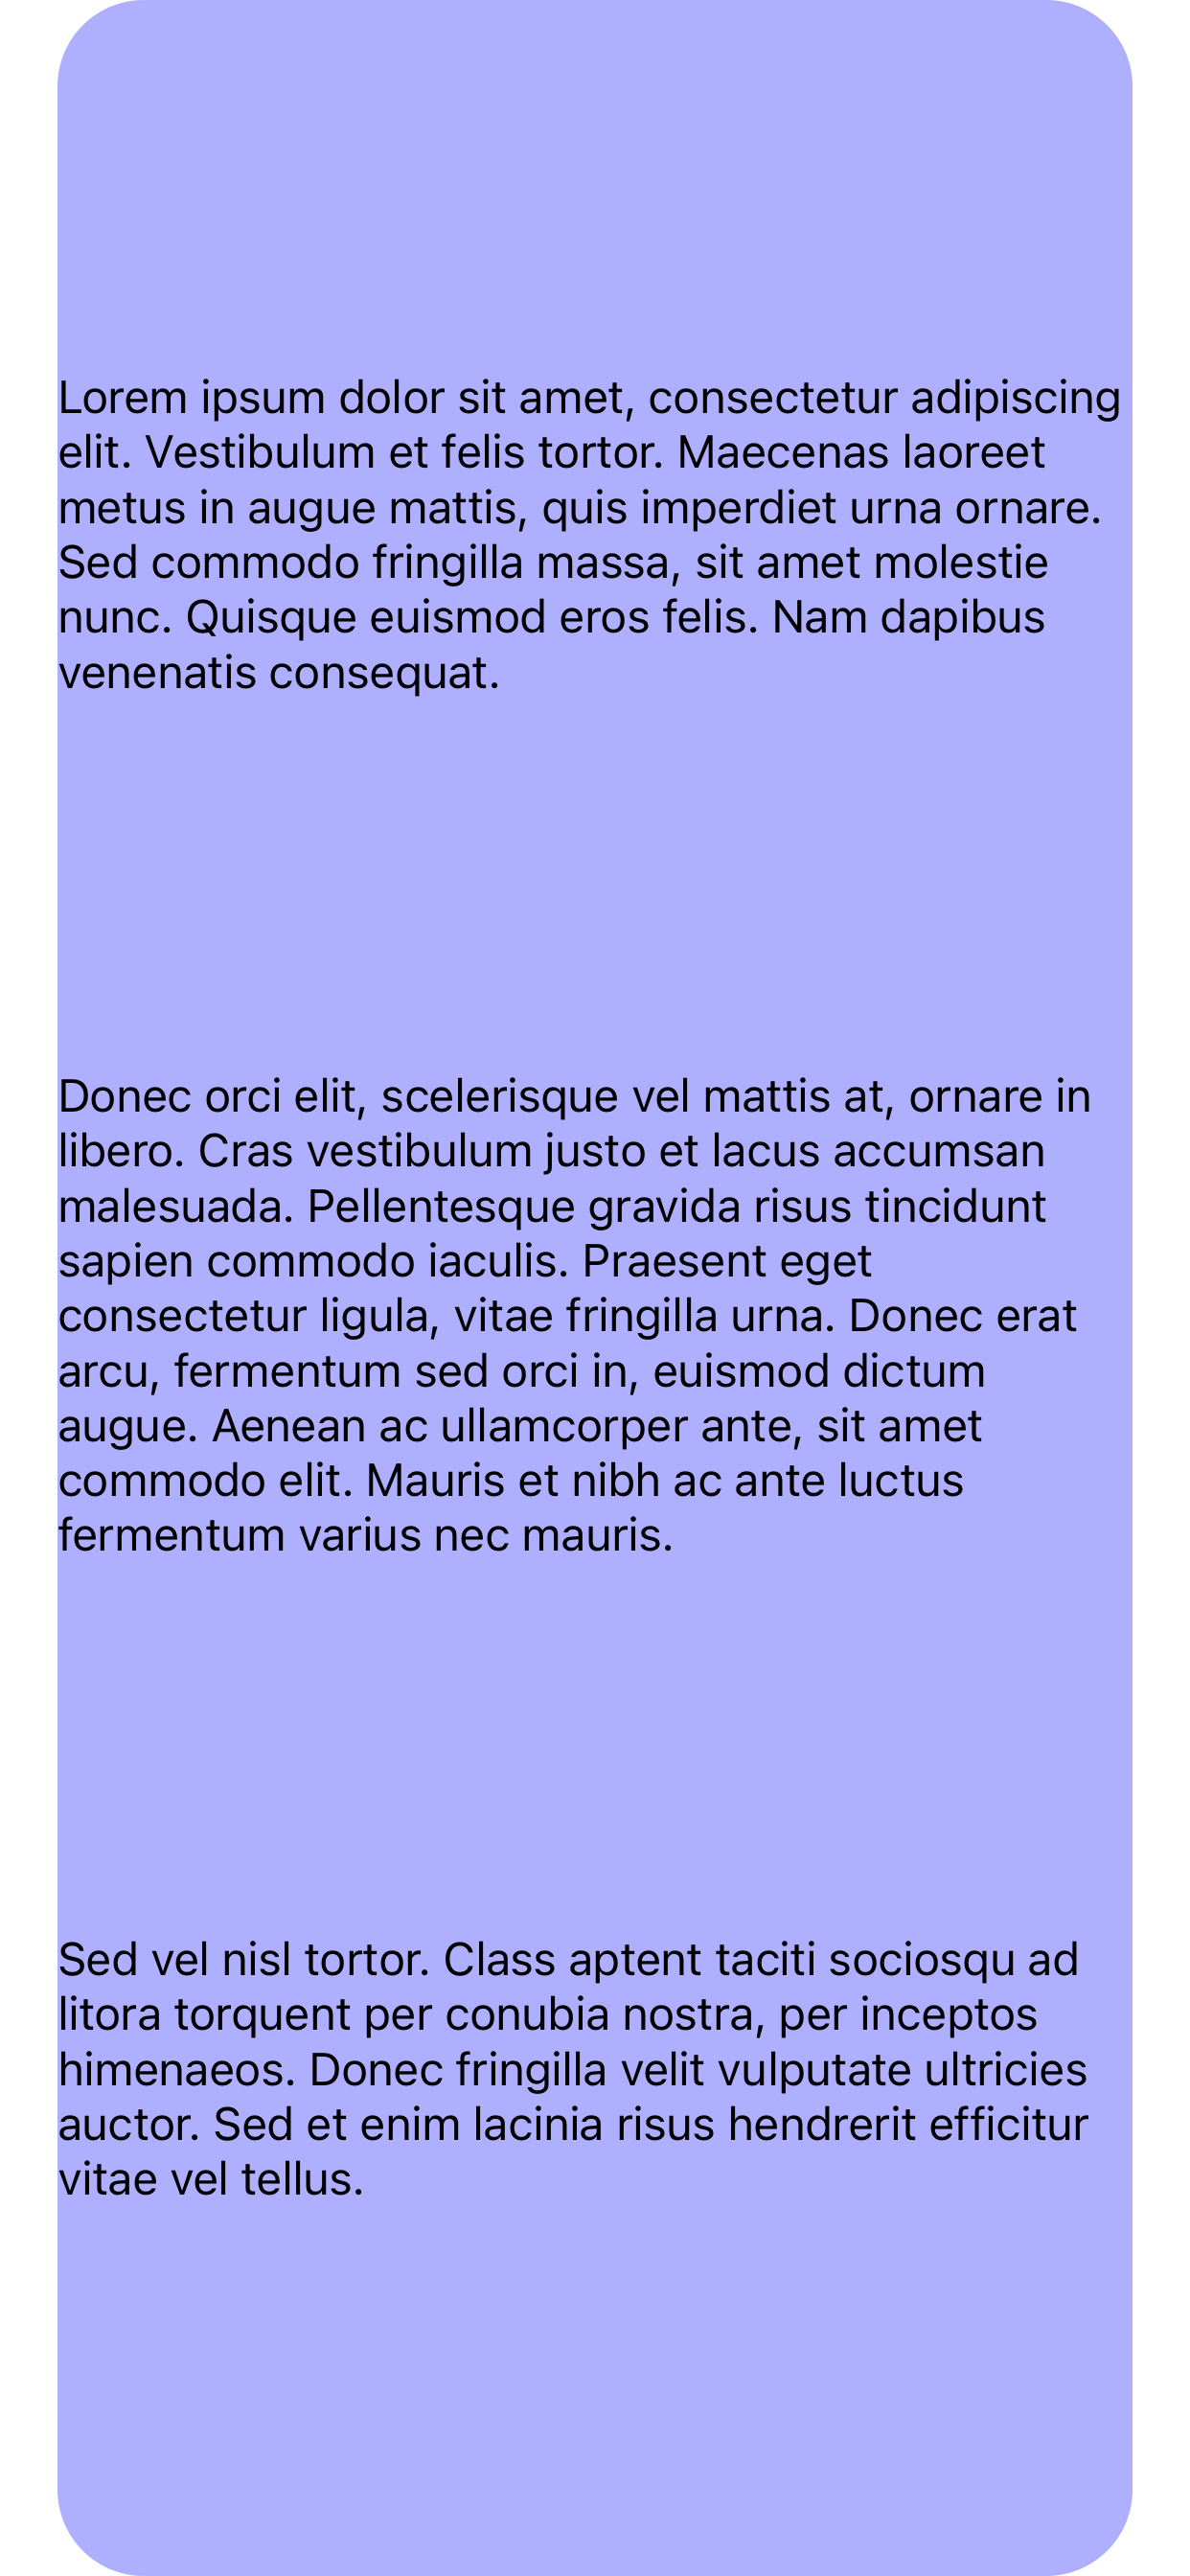 Lorem ipsum dolor sit amet, consectetur adipiscing
elit. Vestibulum et felis tortor. Maecenas laoreet
metus in augue mattis, quis imperdiet urna ornare.
Sed commodo fringilla massa, sit amet molestie
nunc. Quisque euismod eros felis. Nam dapibus
venenatis consequat.
Donec orci elit, scelerisque vel mattis at, ornare in
libero. Cras vestibulum justo et lacus accumsan
malesuada. Pellentesque gravida risus tincidunt
sapien commodo iaculis. Praesent eget
consectetur ligula, vitae fringilla urna. Donec erat
arcu, fermentum sed orci in, euismod dictum
augue. Aenean ac ullamcorper ante, sit amet
commodo elit. Mauris et nibh ac ante luctus
fermentum varius nec mauris.
Sed vel nisl tortor. Class aptent taciti sociosqu ad
litora torquent per conubia nostra, per inceptos
himenaeos. Donec fringilla velit vulputate ultricies
auctor. Sed et enim lacinia risus hendrerit efficitur
vitae vel tellus.